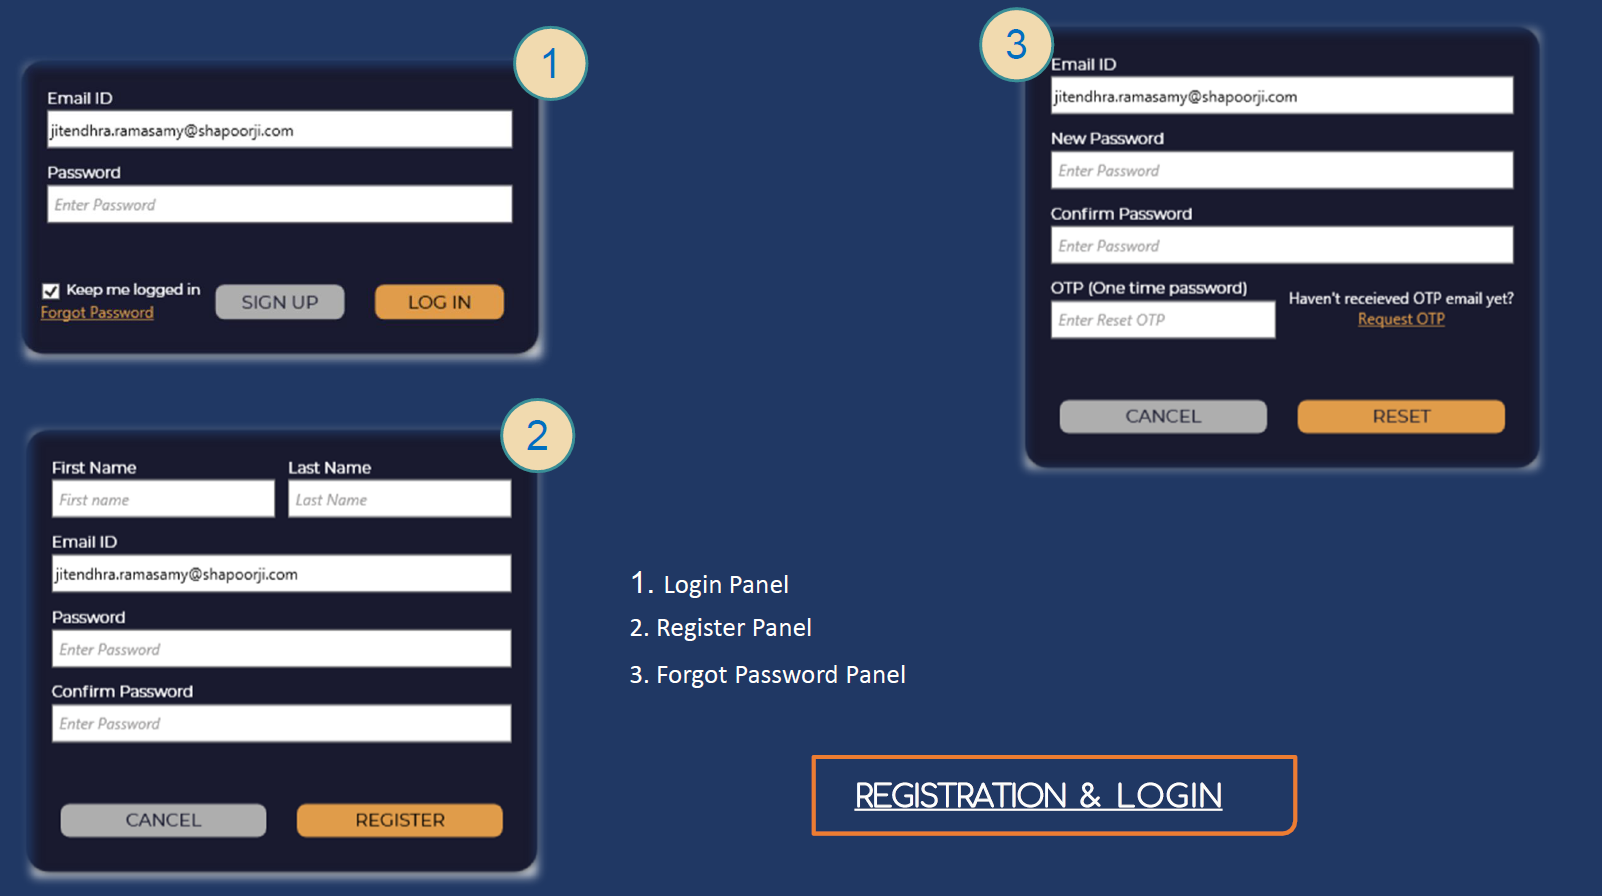 1
Email ID
jitendhra.ramasamy@shapoorji.com
Password
Enter Password
Keep me logged in
Forgot Password
SIGN UP
LOG IN
2
First Name
Last Name
First name
Last Name
Email ID
jitendhra.ramasamy@shapoorji.com
Password
Enter Password
Confirm Password
Enter Password
CANCEL
REGISTER
3
Email ID
jitendhra.ramasamy@shapoorji.com
New Password
Enter Password
Confirm Password
Enter Password
OTP (One time password)
Enter Reset OTP
Haven't receieved OTP email yet?
Request OTP
CANCEL
RESET
1. Login Panel
2. Register Panel
3. Forgot Password Panel
REGISTRATION & LOGIN